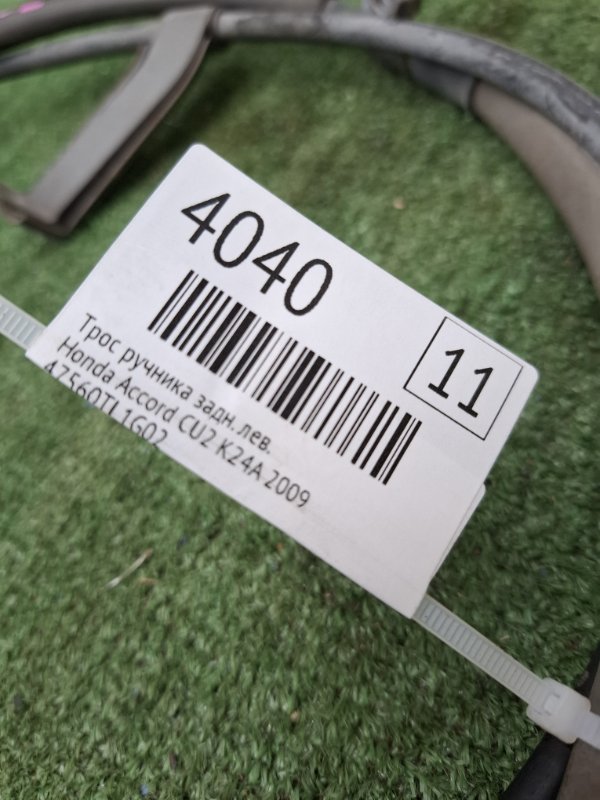 4040
11
Трос ручника задн. лев.
Honda Accord CU2 K24A 2009
47560TL1G02